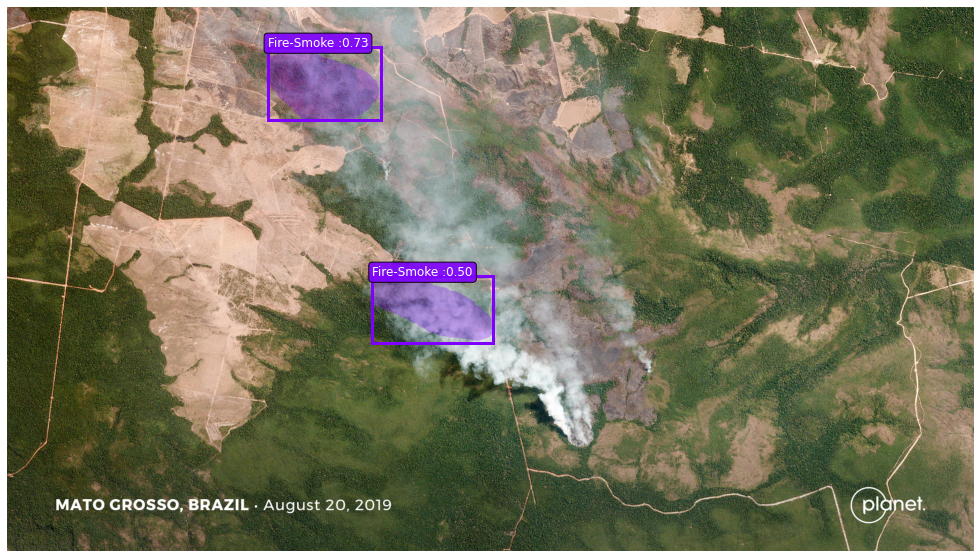 Fire-Smoke :0.73
Fire-Smoke :0.50
MATO GROSSO, BRAZIL · August 20, 2019
planet.